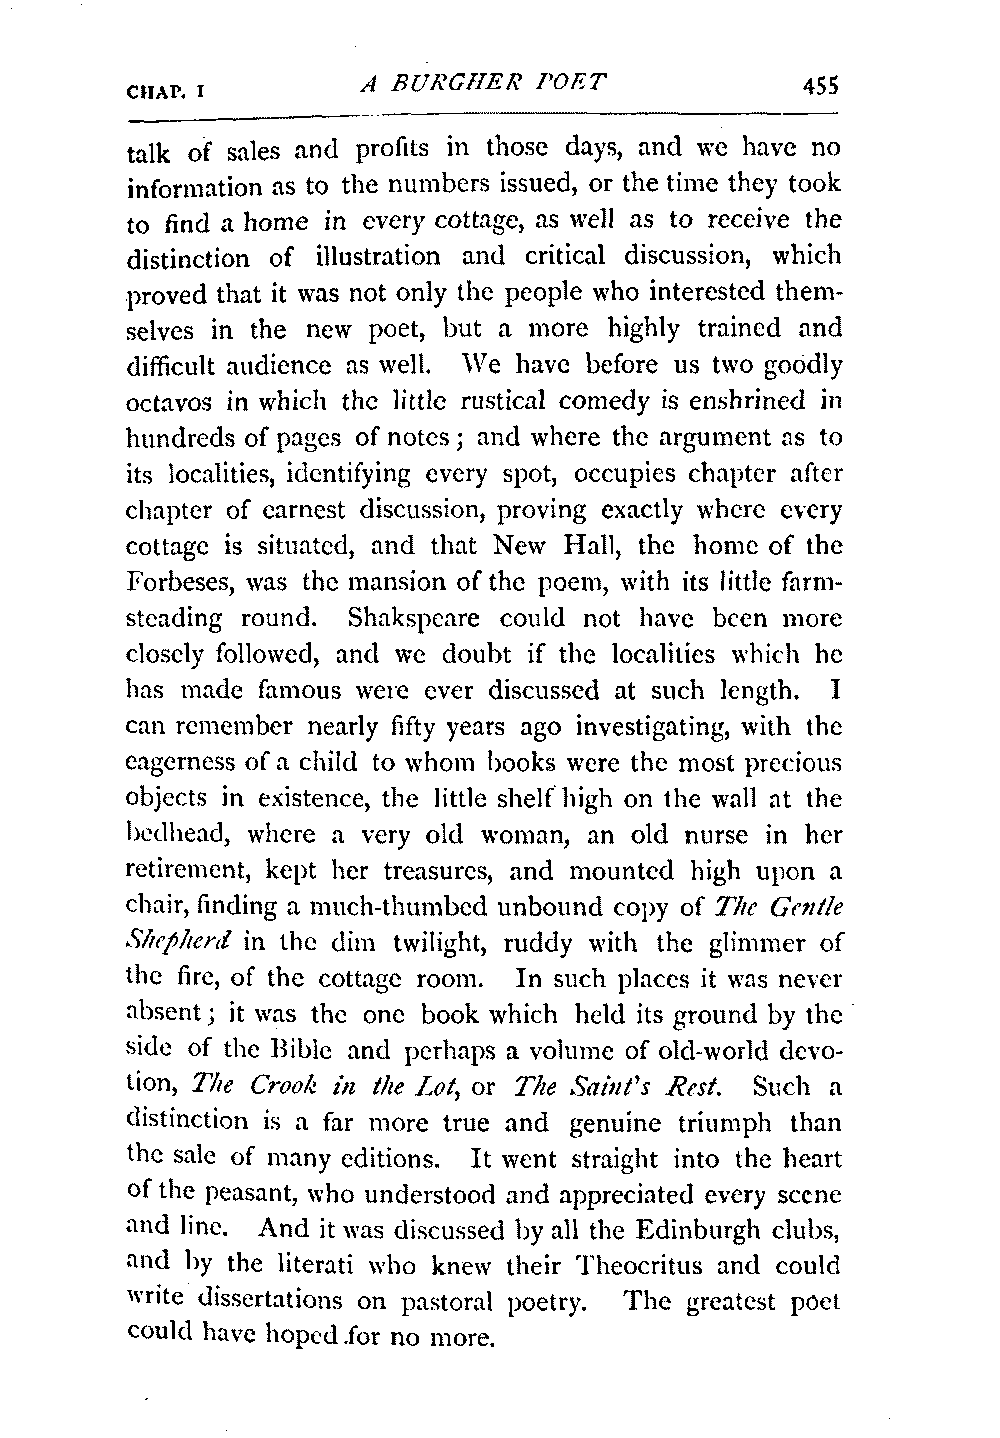 CHAP. I A BURGHER POET 455
talk of sales and profits in those days, and we have no
information as to the numbers issued, or the time they took
to find a home in every cottage, as well as to receive the
distinction of illustration and critical discussion, which
proved that it was not only the people who interested them-
selves in the new poet, but a more highly trained and
difficult audience as well. We have before us two goodly
octavos in which the little rustical comedy is enshrined in
hundreds of pages of notes; and where the argument as to
its localities, identifying every spot, occupies chapter after
chapter of earnest discussion, proving exactly where every
cottage is situated, and that New Hall, the home of the
Forbeses, was the mansion of the poem, with its little farm-
steading round. Shakspeare could not have been more
closely followed, and we doubt if the localities which he
has made famous were ever discussed at such length. I
can remember nearly fifty years ago investigating, with the
eagerness of a child to whom books were the most precious
objects in existence, the little shelf high on the wall at the
bedhead, where a very old woman, an old nurse in her
retirement, kept her treasures, and mounted high upon a
chair, finding a much-thumbed unbound copy of The Gentle
Shepherd in the dim twilight, ruddy with the glimmer of
the fire, of the cottage room. In such places it was never
absent; it was the one book which held its ground by the
side of the Bible and perhaps a volume of old-world devo-
tion, The Crook in the Lot, or The Saint's Rest. Such a
distinction is a far more true and genuine triumph than
the sale of many editions. It went straight into the heart
of the peasant, who understood and appreciated every scene
and line. And it was discussed by all the Edinburgh clubs,
and by the literati who knew their Theocritus and could
write dissertations on pastoral poetry. The greatest poet
could have hoped for no more.